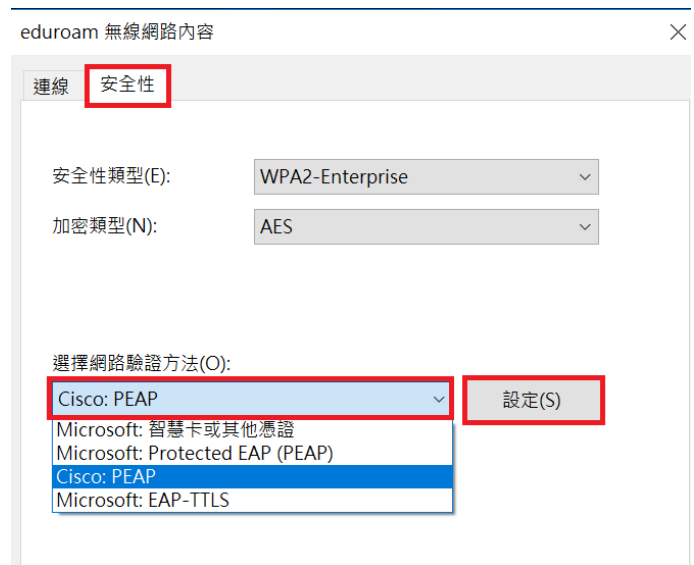 eduroam 無線網路內容
連線 安全性
安全性類型(E): WPA2-Enterprise
加密類型(N): AES
選擇網路驗證方法(O):
Cisco: PEAP 設定(S)
Microsoft: 智慧卡或其他憑證
Microsoft: Protected EAP (PEAP)
Cisco: PEAP
Microsoft: EAP-TTLS